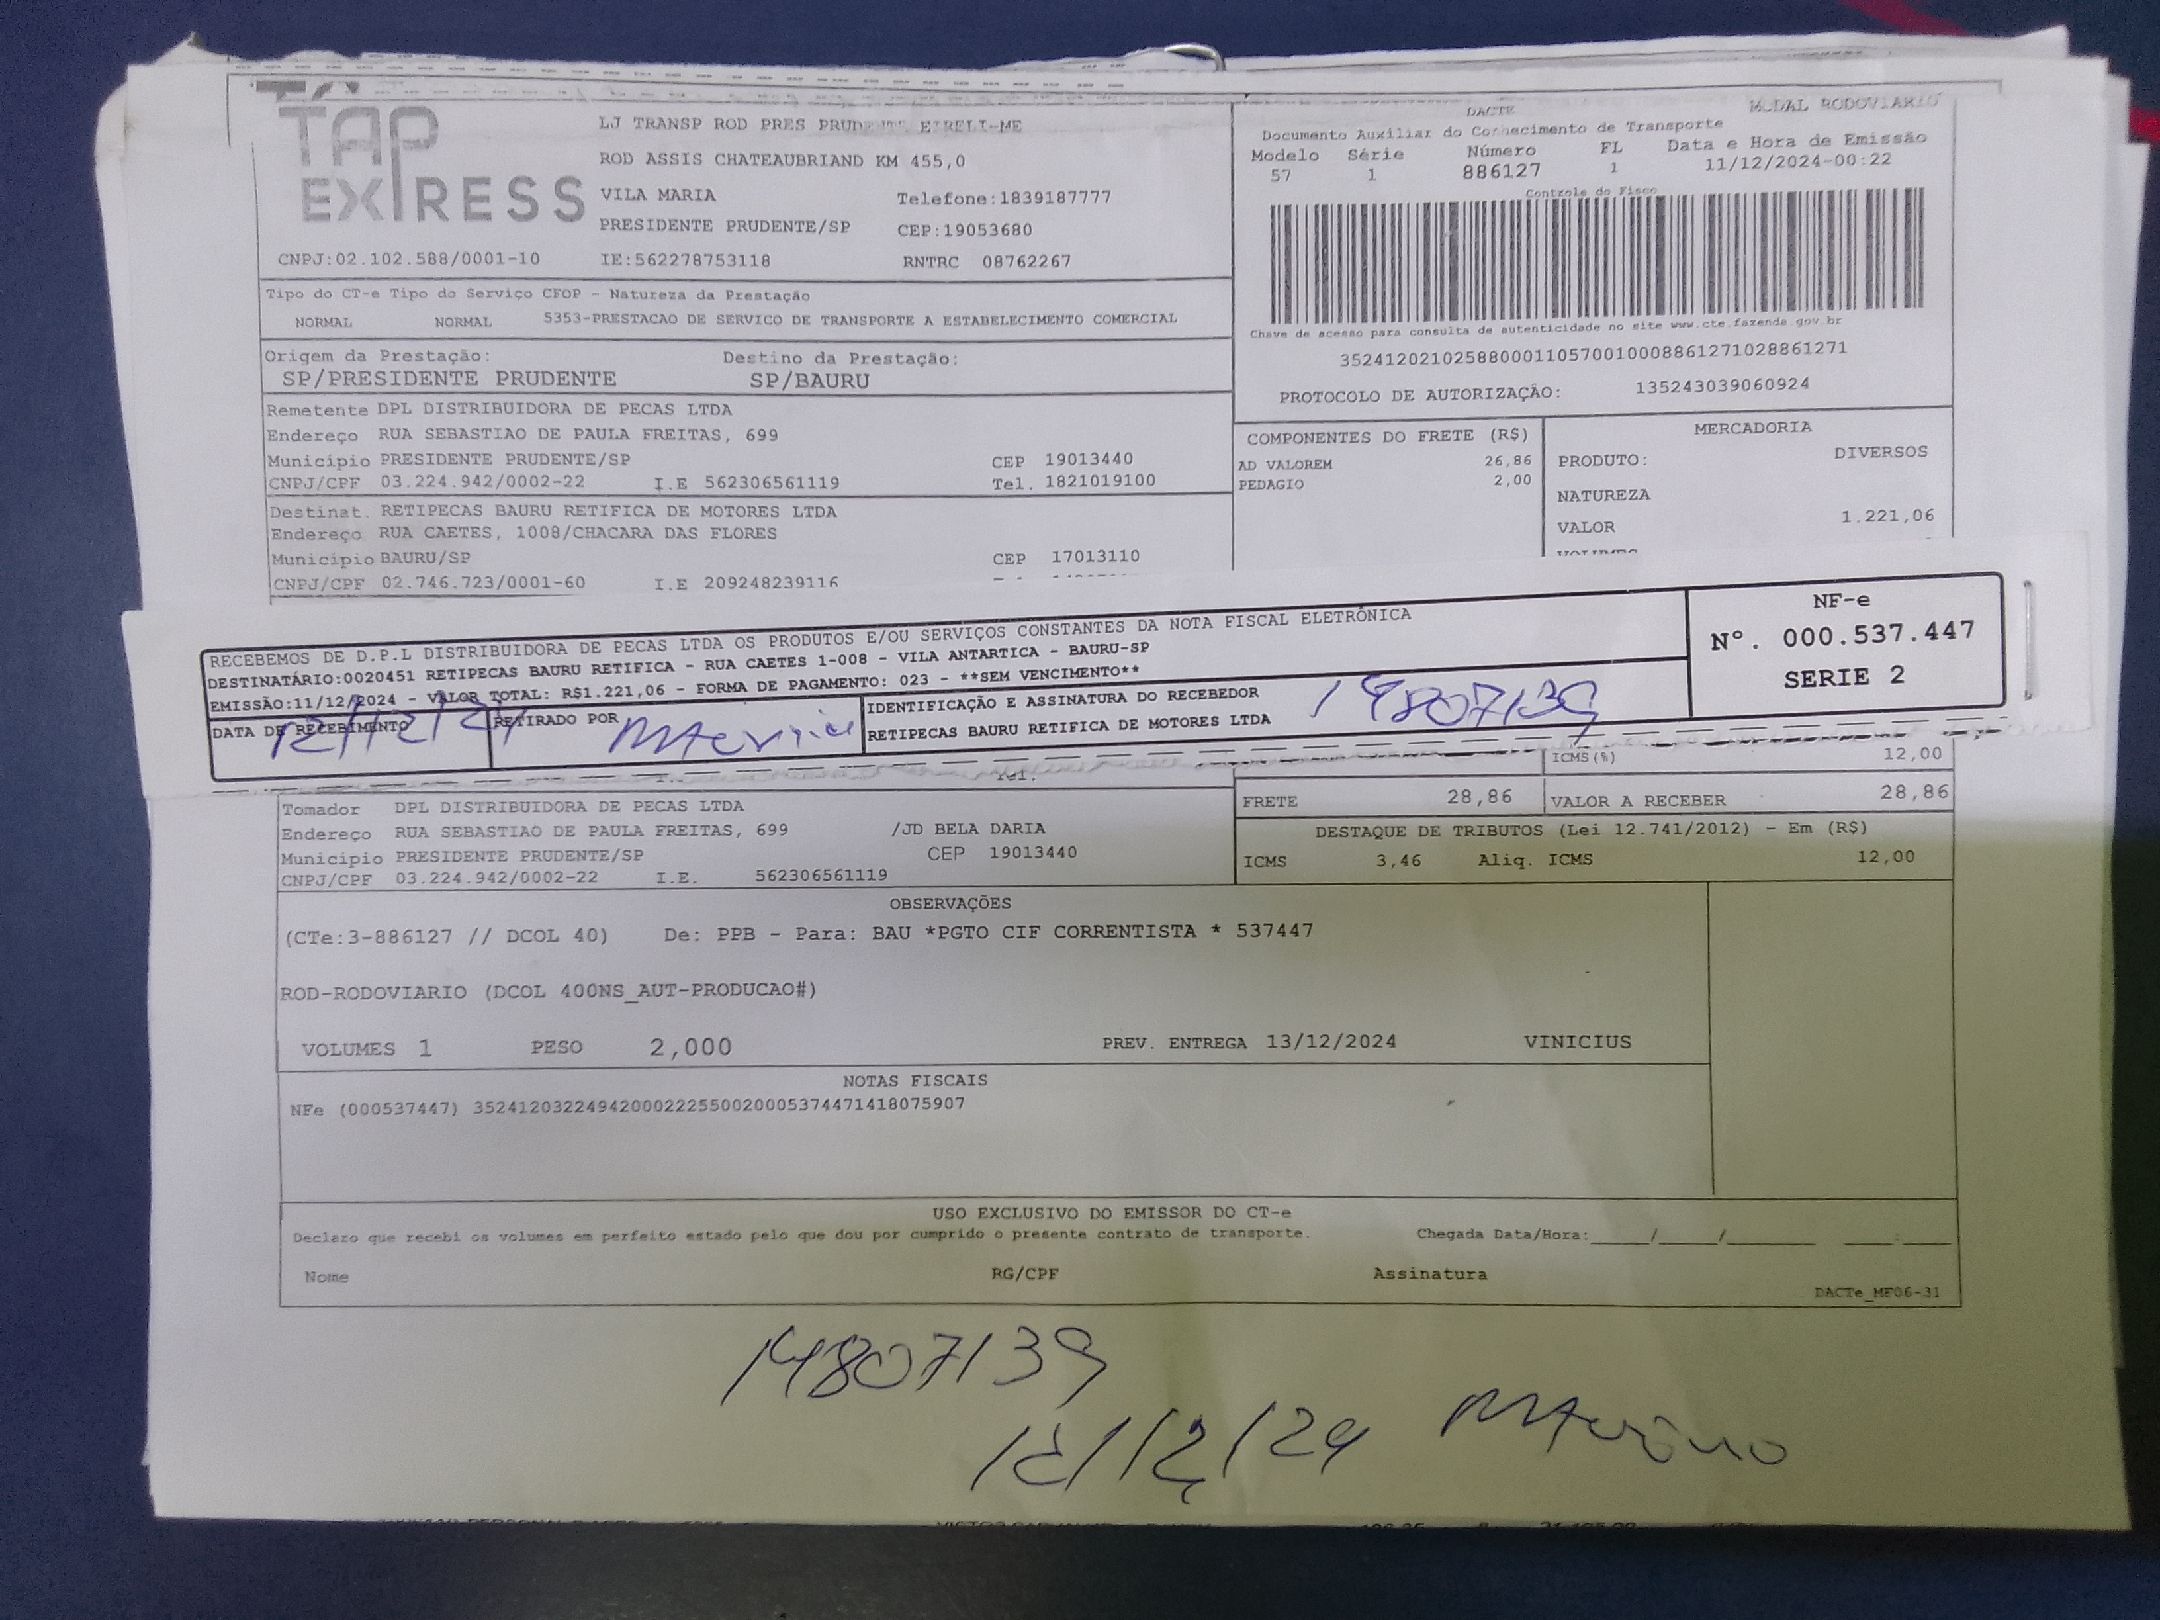 TAP EXPRESS
LJ TRANSP ROD PRES PRUDENTE EIRELI-ME
ROD ASSIS CHATEAUBRIAND KM 455,0
VILA MARIA Telefone:1839187777
PRESIDENTE PRUDENTE/SP CEP:19053680
CNPJ:02.102.588/0001-10 IE:562278753118 RNTRC 08762267
DACTE MODAL RODOVIARIO
Documento Auxiliar do Conhecimento de Transporte
Modelo Série Número FL Data e Hora de Emissão
57 1 886127 1 11/12/2024-00:22
Controle do Fisco
Chave de acesso para consulta de autenticidade no site www.cte.fazenda.gov.br
35241202102588000110570010008861271028861271
PROTOCOLO DE AUTORIZAÇÃO: 135243039060924
Tipo do CT-e Tipo do Serviço CFOP - Natureza da Prestação
NORMAL NORMAL 5353-PRESTACAO DE SERVICO DE TRANSPORTE A ESTABELECIMENTO COMERCIAL
Origem da Prestação: Destino da Prestação:
SP/PRESIDENTE PRUDENTE SP/BAURU
Remetente DPL DISTRIBUIDORA DE PECAS LTDA
Endereço RUA SEBASTIAO DE PAULA FREITAS, 699
Município PRESIDENTE PRUDENTE/SP CEP 19013440
CNPJ/CPF 03.224.942/0002-22 I.E 562306561119 Tel. 1821019100
Destinat. RETIPECAS BAURU RETIFICA DE MOTORES LTDA
Endereço RUA CAETES, 1008/CHACARA DAS FLORES
Município BAURU/SP CEP 17013110
CNPJ/CPF 02.746.723/0001-60 I.E 209248239116
COMPONENTES DO FRETE (R$)
AD VALOREM 26,86
PEDAGIO 2,00
MERCADORIA
PRODUTO: DIVERSOS
NATUREZA
VALOR 1.221,06
RECEBEMOS DE D.P.L DISTRIBUIDORA DE PECAS LTDA OS PRODUTOS E/OU SERVIÇOS CONSTANTES DA NOTA FISCAL ELETRÔNICA
DESTINATÁRIO:0020451 RETIPECAS BAURU RETIFICA - RUA CAETES 1-008 - VILA ANTARTICA - BAURU-SP
EMISSÃO:11/12/2024 - VALOR TOTAL: R$1.221,06 - FORMA DE PAGAMENTO: 023 - **SEM VENCIMENTO**
DATA DE RECEBIMENTO
12/12/24
RETIRADO POR
IDENTIFICAÇÃO E ASSINATURA DO RECEBEDOR
RETIPECAS BAURU RETIFICA DE MOTORES LTDA
14807139
NF-e
Nº. 000.537.447
SERIE 2
ICMS(%) 12,00
FRETE 28,86 VALOR A RECEBER 28,86
DESTAQUE DE TRIBUTOS (Lei 12.741/2012) - Em (R$)
ICMS 3,46 Aliq. ICMS 12,00
Tomador DPL DISTRIBUIDORA DE PECAS LTDA
Endereço RUA SEBASTIAO DE PAULA FREITAS, 699 /JD BELA DARIA
Município PRESIDENTE PRUDENTE/SP CEP 19013440
CNPJ/CPF 03.224.942/0002-22 I.E. 562306561119
OBSERVAÇÕES
(CTe:3-886127 // DCOL 40) De: PPB - Para: BAU *PGTO CIF CORRENTISTA * 537447
ROD-RODOVIARIO (DCOL 400NS_AUT-PRODUCAO#)
VOLUMES 1 PESO 2,000 PREV. ENTREGA 13/12/2024 VINICIUS
NOTAS FISCAIS
NFe (000537447) 35241203224942000222550020005374471418075907
USO EXCLUSIVO DO EMISSOR DO CT-e
Declaro que recebi os volumes em perfeito estado pelo que dou por cumprido o presente contrato de transporte. Chegada Data/Hora:_____/_____/_______ ____:____
Nome RG/CPF Assinatura
DACTe_MF06-31
14807139
12/12/24